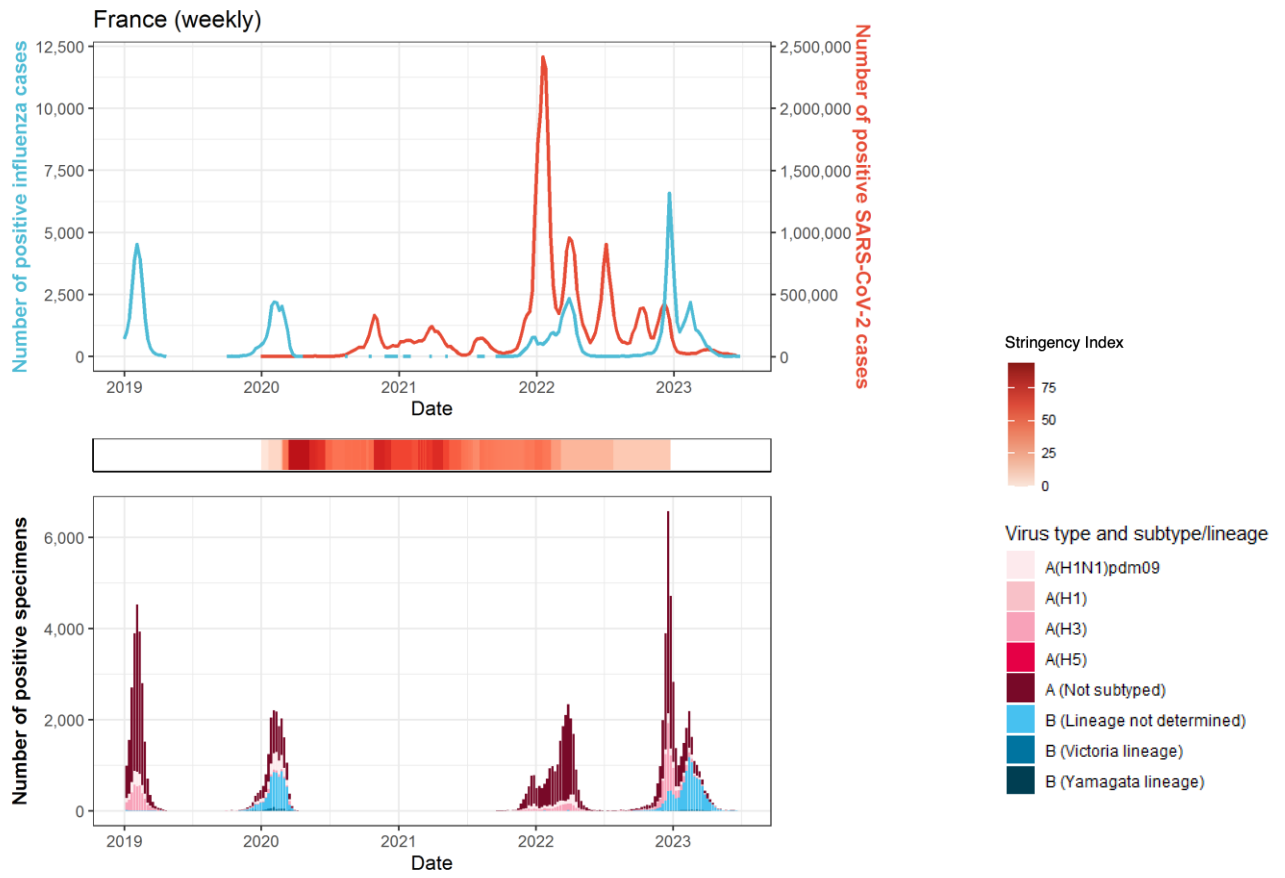 France (weekly)
Number of positive influenza cases
12,500
10,000
7,500
5,000
2,500
0
2,500,000
2,000,000
1,500,000
1,000,000
500,000
0
Number of positive SARS-CoV-2 cases
2019
2020
2021
2022
2023
Date
Number of positive specimens
6,000
4,000
2,000
0
2019
2020
2021
2022
2023
Date
Stringency Index
75
50
25
0
Virus type and subtype/lineage
A(H1N1)pdm09
A(H1)
A(H3)
A(H5)
A (Not subtyped)
B (Lineage not determined)
B (Victoria lineage)
B (Yamagata lineage)